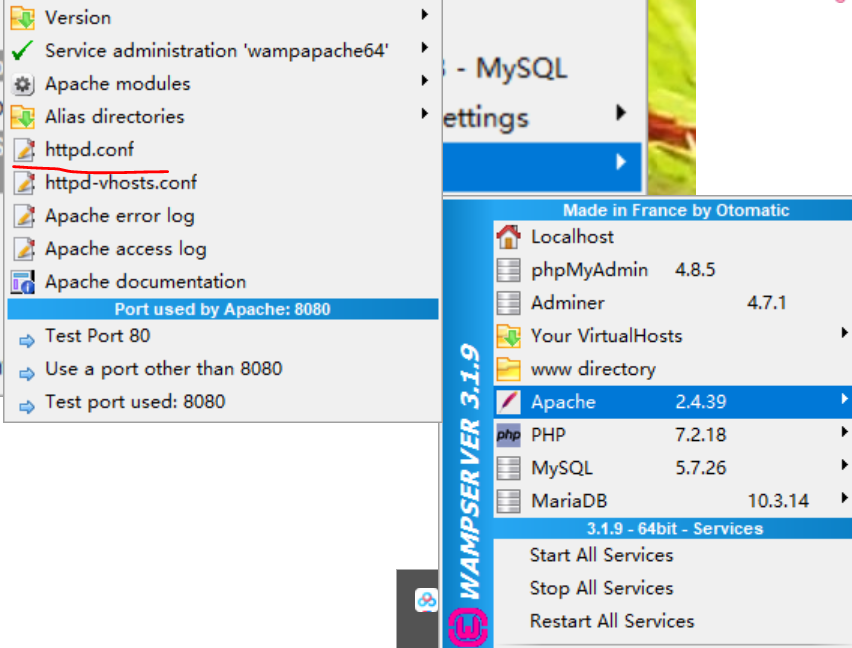 Version
Service administration 'wampapache64'
Apache modules
Alias directories
httpd.conf
httpd-vhosts.conf
Apache error log
Apache access log
Apache documentation
Port used by Apache: 8080
Test Port 80
Use a port other than 8080
Test port used: 8080
- MySQL
ettings
Made in France by Otomatic
Localhost
phpMyAdmin 4.8.5
Adminer 4.7.1
Your VirtualHosts
www directory
Apache 2.4.39
php PHP 7.2.18
MySQL 5.7.26
MariaDB 10.3.14
3.1.9 - 64bit - Services
Start All Services
Stop All Services
Restart All Services
WAMPSERVER 3.1.9